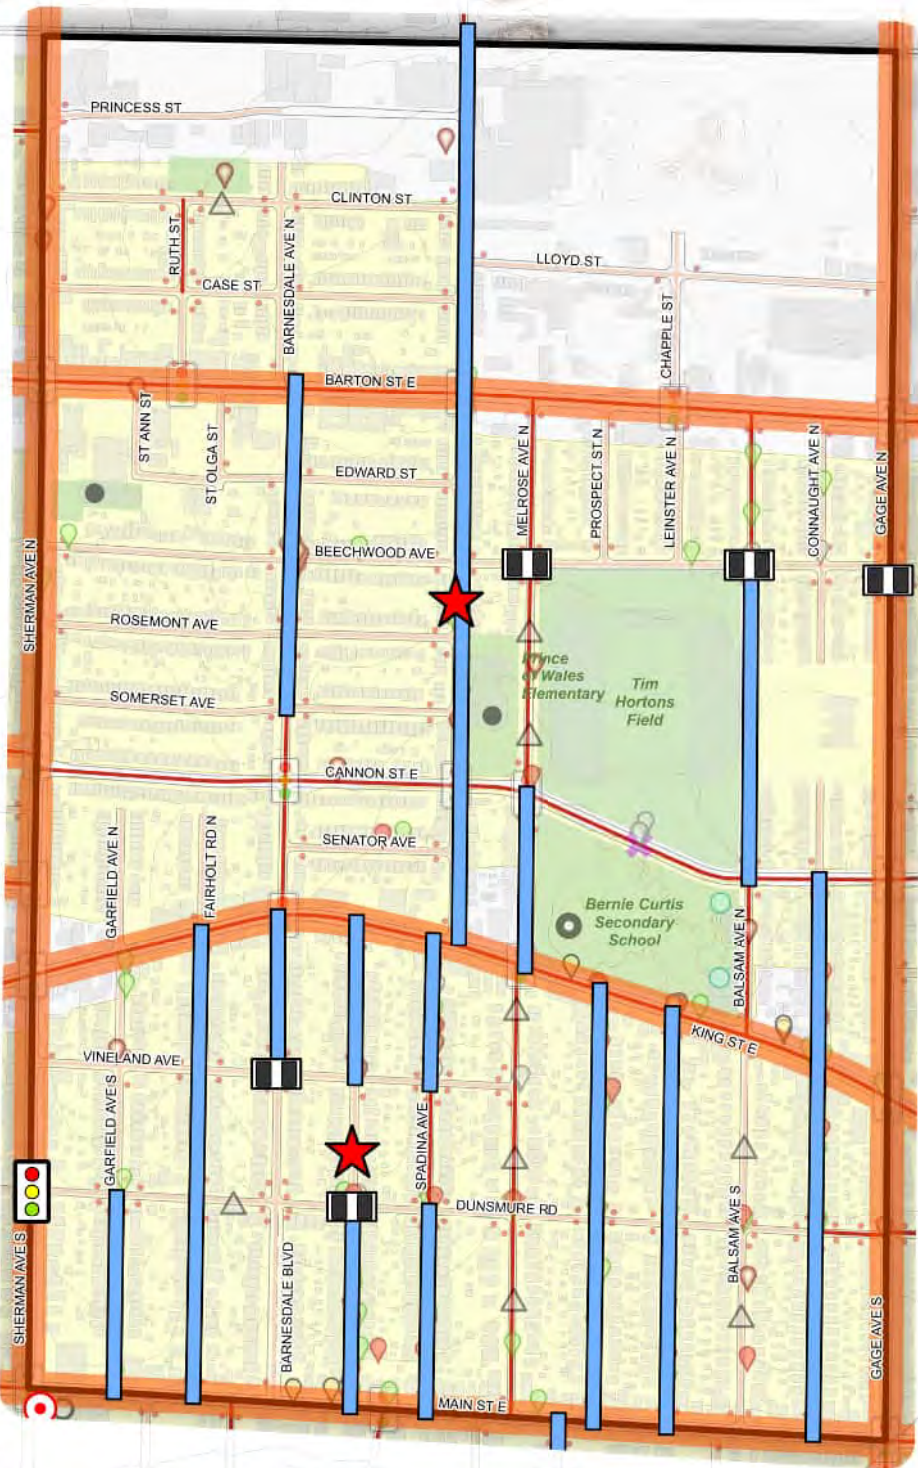 PRINCESS ST
CLINTON ST
RUTH ST
BARNESDALE AVE N
LLOYD ST
CASE ST
CHAPPLE ST
BARTON ST E
ST ANN ST
ST OLGA ST
EDWARD ST
MELROSE AVE N
PROSPECT ST N
LEINSTER AVE N
CONNAUGHT AVE N
GAGE AVE N
BEECHWOOD AVE
SHERMAN AVE N
ROSEMONT AVE
Prince
of Wales
Elementary
Tim
Hortons
Field
SOMERSET AVE
CANNON ST E
SENATOR AVE
GARFIELD AVE N
FAIRHOLT RD N
Bernie Curtis
Secondary
School
BALSAM AVE N
KING ST E
VINELAND AVE
GARFIELD AVE S
SPADINA AVE
DUNSMURE RD
BALSAM AVE S
SHERMAN AVE S
BARNESDALE BLVD
GAGE AVE S
MAIN ST E